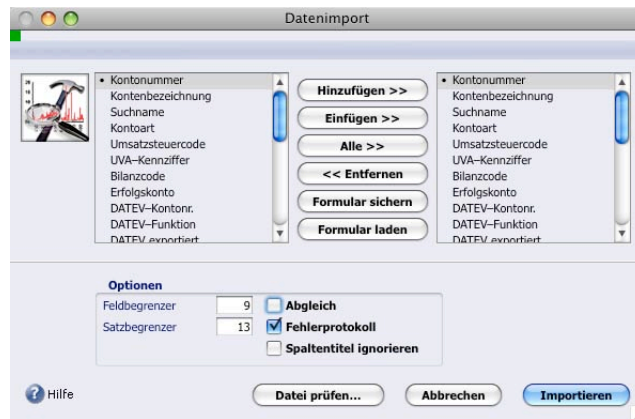 Datenimport
• Kontonummer
Kontenbezeichnung
Suchname
Kontoart
Umsatzsteuercode
UVA–Kennziffer
Bilanzcode
Erfolgskonto
DATEV–Kontonr.
DATEV–Funktion
DATEV exportiert
Hinzufügen >>
Einfügen >>
Alle >>
<< Entfernen
Formular sichern
Formular laden
• Kontonummer
Kontenbezeichnung
Suchname
Kontoart
Umsatzsteuercode
UVA–Kennziffer
Bilanzcode
Erfolgskonto
DATEV–Kontonr.
DATEV–Funktion
DATEV exportiert
Optionen
Feldbegrenzer 9 Abgleich
Satzbegrenzer 13 Fehlerprotokoll
Spaltentitel ignorieren
? Hilfe
Datei prüfen... Abbrechen Importieren